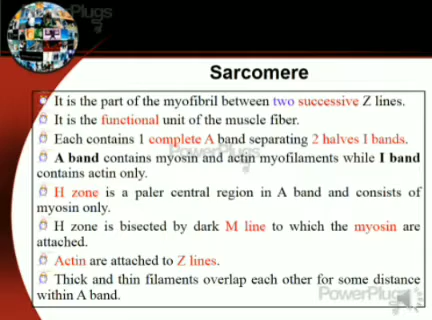 PowerPlugs
Sarcomere
It is the part of the myofibril between two successive Z lines.
It is the functional unit of the muscle fiber.
Each contains 1 complete A band separating 2 halves I bands.
A band contains myosin and actin myofilaments while I band
contains actin only.
PowerPlugs
H zone is a paler central region in A band and consists of
myosin only.
H zone is bisected by dark M line to which the myosin are
attached.
Actin are attached to Z lines.
Thick and thin filaments overlap each other for some distance
within A band.
PowerPlugs